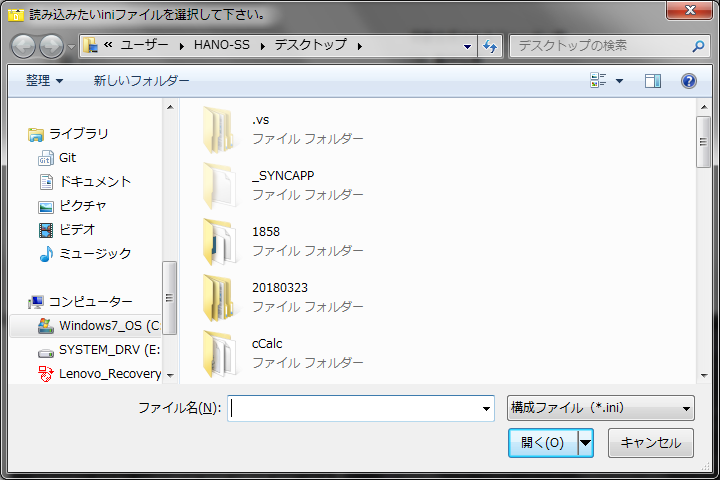 読み込みたいiniファイルを選択して下さい。
« ユーザー ▸ HANO-SS ▸ デスクトップ ▸
デスクトップの検索
整理 ▼ 新しいフォルダー
ライブラリ
Git
ドキュメント
ピクチャ
ビデオ
ミュージック
コンピューター
Windows7_OS (C
SYSTEM_DRV (E:
Lenovo_Recovery
.vs
ファイル フォルダー
_SYNCAPP
ファイル フォルダー
1858
ファイル フォルダー
20180323
ファイル フォルダー
cCalc
ファイル フォルダー
ファイル名(N):
構成ファイル（*.ini）
開く(O)
キャンセル